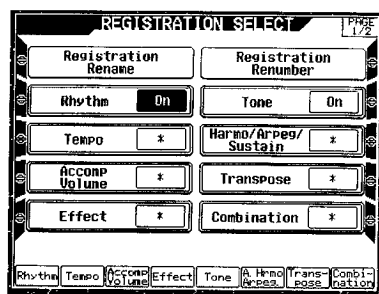 REGISTRATION SELECT
PAGE
1/2
Registration
Rename
Registration
Renumber
Rhythm On
Tone On
Tempo *
Harmo/Arpeg/
Sustain *
Accomp
Volume *
Transpose *
Effect *
Combination *
Rhythm
Tempo
Accomp
Volume
Effect
Tone
A.Hrmo
Arpeg.
Trans-
pose
Combi-
nation